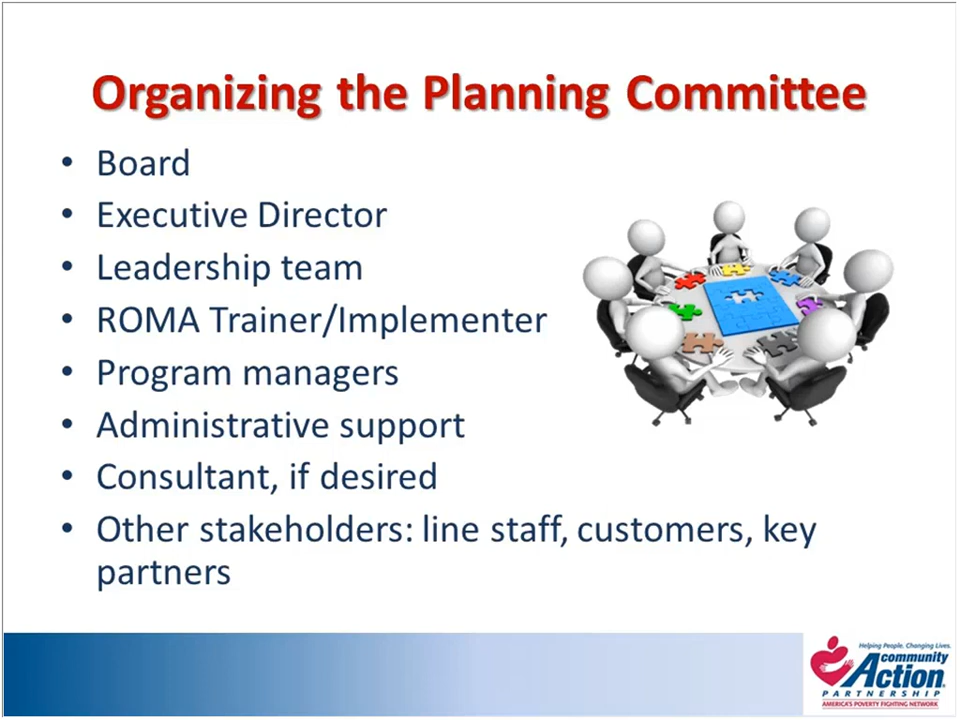 Organizing the Planning Committee
• Board
• Executive Director
• Leadership team
• ROMA Trainer/Implementer
• Program managers
• Administrative support
• Consultant, if desired
• Other stakeholders: line staff, customers, key
partners
Helping People. Changing Lives.
community
Action
PARTNERSHIP
AMERICA'S POVERTY FIGHTING NETWORK